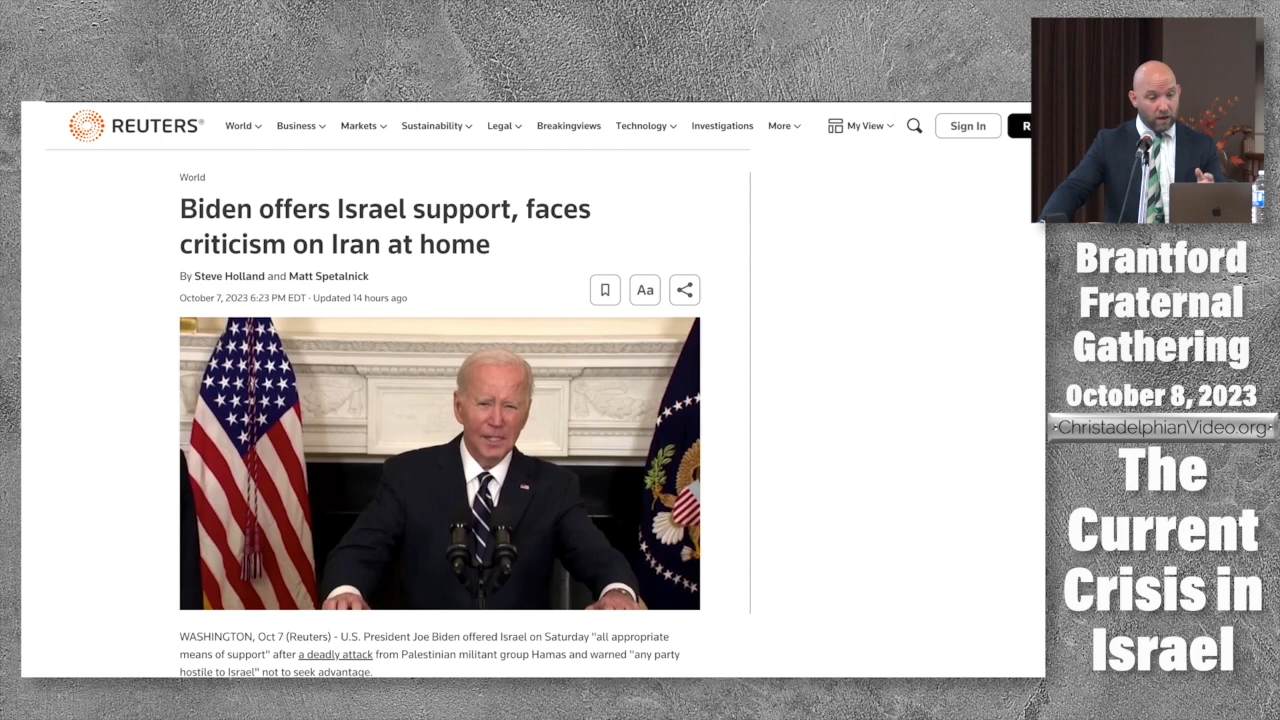 REUTERS®
World
Business
Markets
Sustainability
Legal
Breakingviews
Technology
Investigations
More
My View
Sign In
R
World
Biden offers Israel support, faces
criticism on Iran at home
By Steve Holland and Matt Spetalnick
October 7, 2023 6:23 PM EDT · Updated 14 hours ago
Aa
WASHINGTON, Oct 7 (Reuters) - U.S. President Joe Biden offered Israel on Saturday "all appropriate
means of support" after a deadly attack from Palestinian militant group Hamas and warned "any party
hostile to Israel" not to seek advantage.
Brantford
Fraternal
Gathering
October 8, 2023
ChristadelphianVideo.org
The
Current
Crisis in
Israel